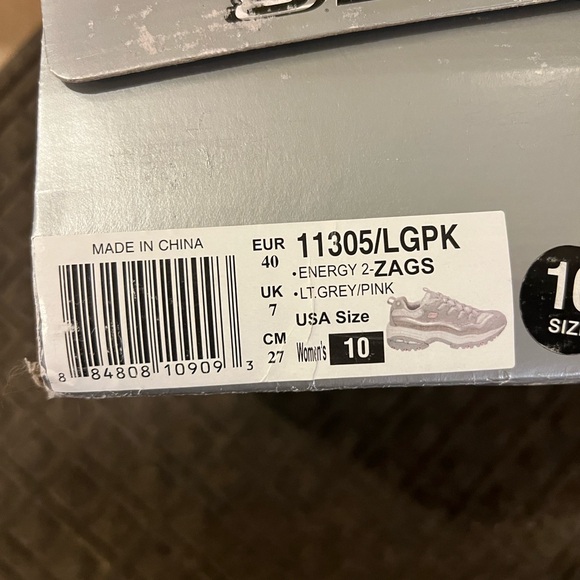 MADE IN CHINA
8 84808 10909 3
EUR
40
UK
7
CM
27
11305/LGPK
•ENERGY 2-ZAGS
•LT.GREY/PINK
USA Size
Women's 10